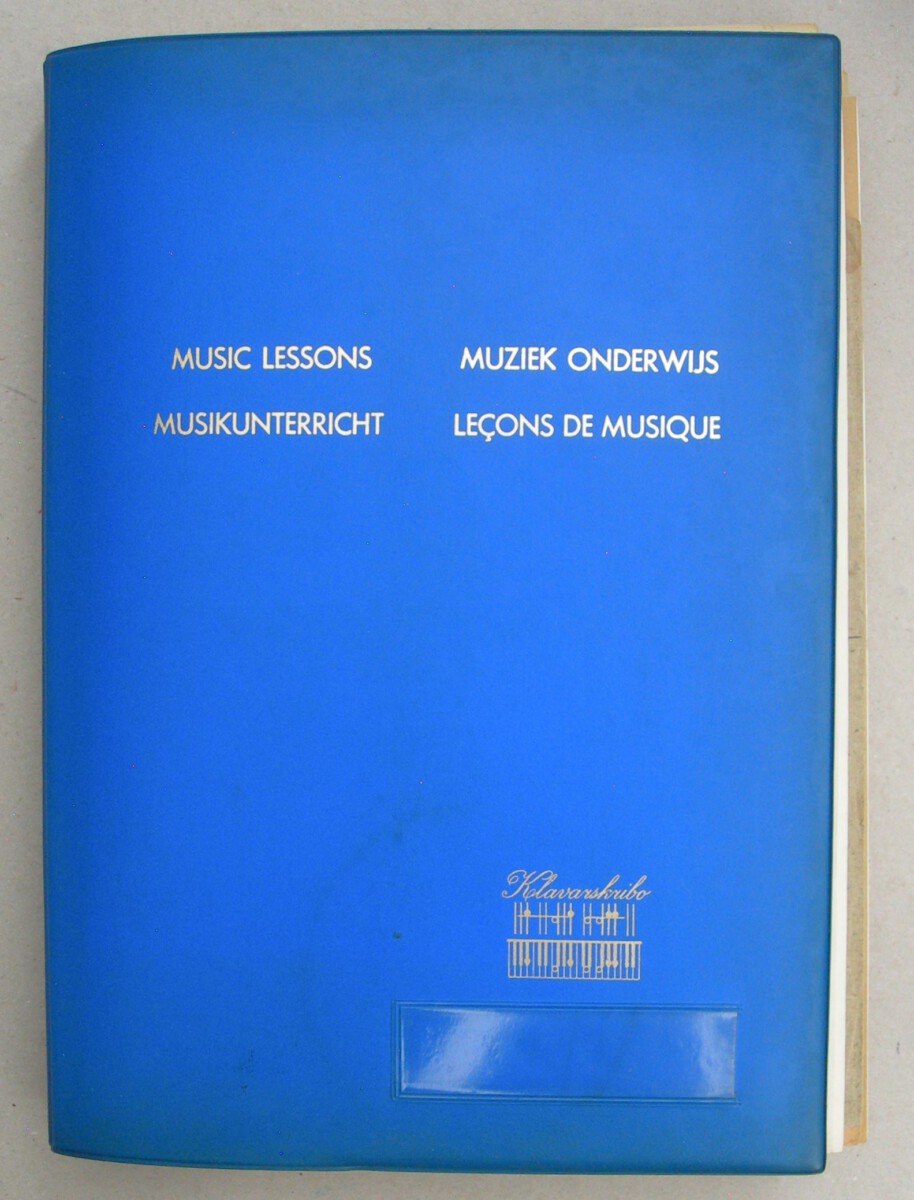 MUSIC LESSONS
MUZIEK ONDERWIJS
MUSIKUNTERRICHT
LEÇONS DE MUSIQUE
Klavarskribo